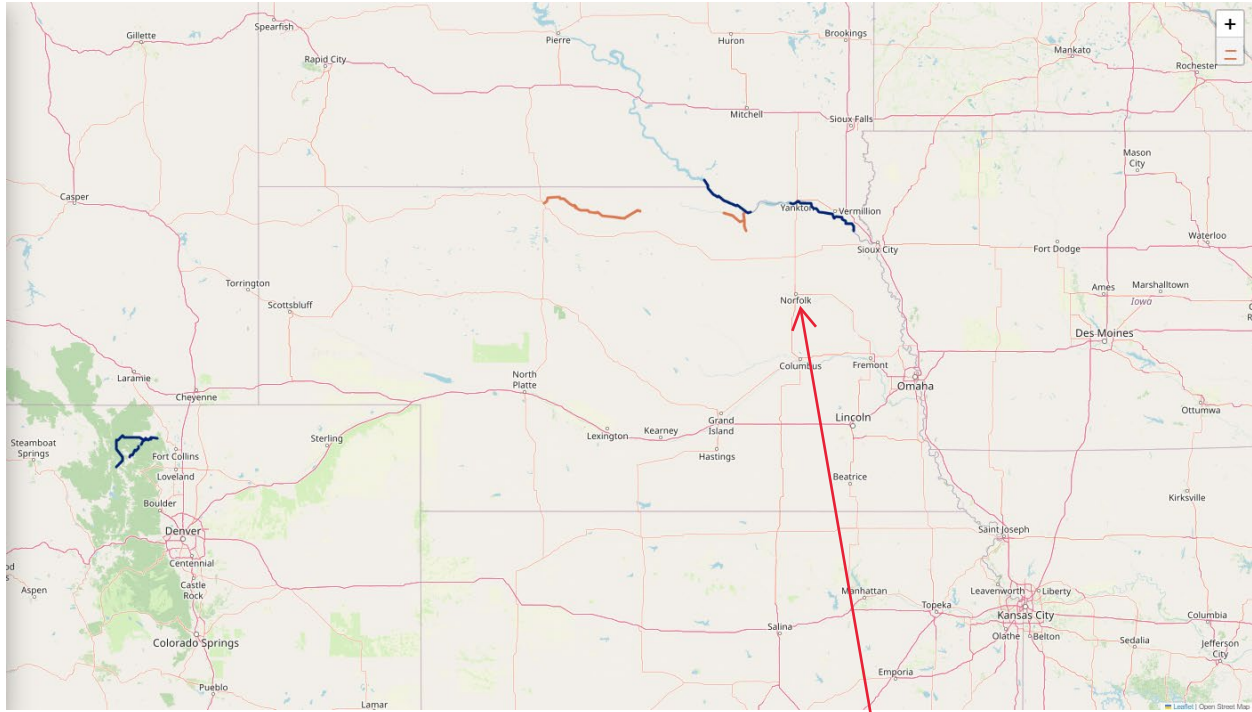 Spearfish
Gillette
Pierre
Huron
Brookings
+
Mankato
Rochester
Rapid City
Mitchell
Sioux Falls
Mason
City
Casper
Yankton
Vermillion
Sioux City
Fort Dodge
Waterloo
Torrington
Scottsbluff
Norfolk
Ames
Marshalltown
Iowa
Des Moines
Laramie
Cheyenne
North
Platte
Columbus
Fremont
Omaha
Steamboat
Springs
Fort Collins
Loveland
Sterling
Lexington
Kearney
Grand
Island
Hastings
Lincoln
Ottumwa
Beatrice
Kirksville
Boulder
Denver
Centennial
Castle
Rock
Aspen
Saint Joseph
Manhattan
Topeka
Leavenworth
Liberty
Kansas City
Olathe
Belton
Columbia
Sedalia
Jefferson
City
Colorado Springs
Salina
Emporia
Pueblo
Lamar
Leaflet | Open Street Map